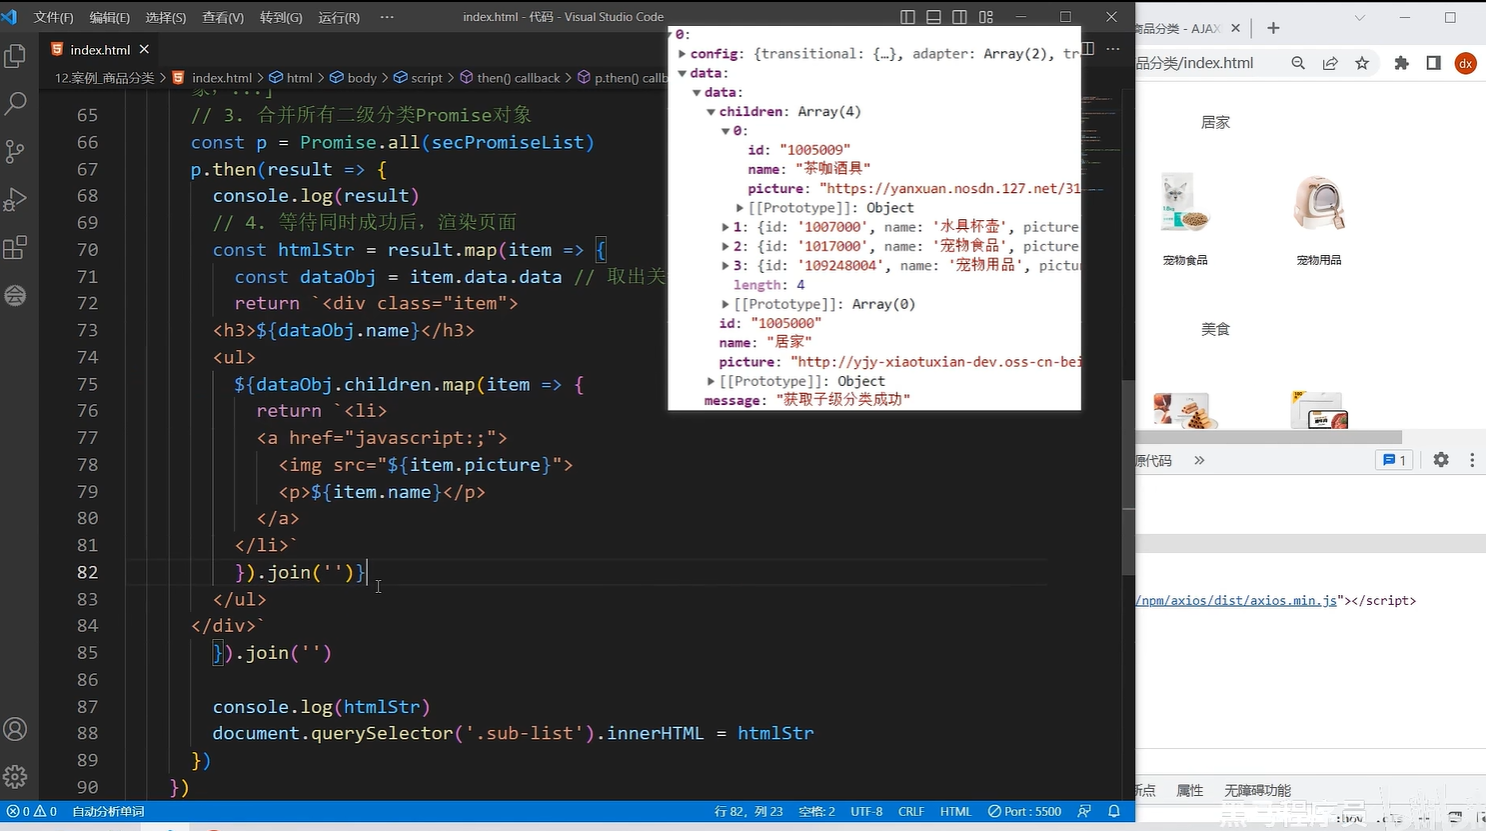 文件(F) 编辑(E) 选择(S) 查看(V) 转到(G) 运行(R) ··· index.html - 代码 - Visual Studio Code
index.html
12.案例_商品分类 > index.html > html > body > script > then() callback > p.then() callb
象, ...]
65 // 3. 合并所有二级分类Promise对象
66 const p = Promise.all(secPromiseList)
67 p.then(result => {
68 console.log(result)
69 // 4. 等待同时成功后，渲染页面
70 const htmlStr = result.map(item => {
71 const dataObj = item.data.data // 取出关
72 return `<div class="item">
73 <h3>${dataObj.name}</h3>
74 <ul>
75 ${dataObj.children.map(item => {
76 return `<li>
77 <a href="javascript:;">
78 <img src="${item.picture}">
79 <p>${item.name}</p>
80 </a>
81 </li>`
82 }).join('')}
83 </ul>
84 </div>`
85 }).join('')
86
87 console.log(htmlStr)
88 document.querySelector('.sub-list').innerHTML = htmlStr
89 })
90 })
0:
config: {transitional: {…}, adapter: Array(2), tr
data:
data:
children: Array(4)
0:
id: "1005009"
name: "茶咖酒具"
picture: "https://yanxuan.nosdn.127.net/31
[[Prototype]]: Object
1: {id: '1007000', name: '水具杯壶', picture
2: {id: '1017000', name: '宠物食品', picture
3: {id: '109248004', name: '宠物用品', pictu
length: 4
[[Prototype]]: Array(0)
id: "1005000"
name: "居家"
picture: "http://yjy-xiaotuxian-dev.oss-cn-bei
[[Prototype]]: Object
message: "获取子级分类成功"
商品分类 - AJAX
品分类/index.html
dx
居家
宠物食品 宠物用品
美食
源代码 » 1
/npm/axios/dist/axios.min.js"></script>
断点 属性 无障碍功能
:hov .cls
黑马程序员
0 0 自动分析单词 行 82，列 23 空格: 2 UTF-8 CRLF HTML Port : 5500